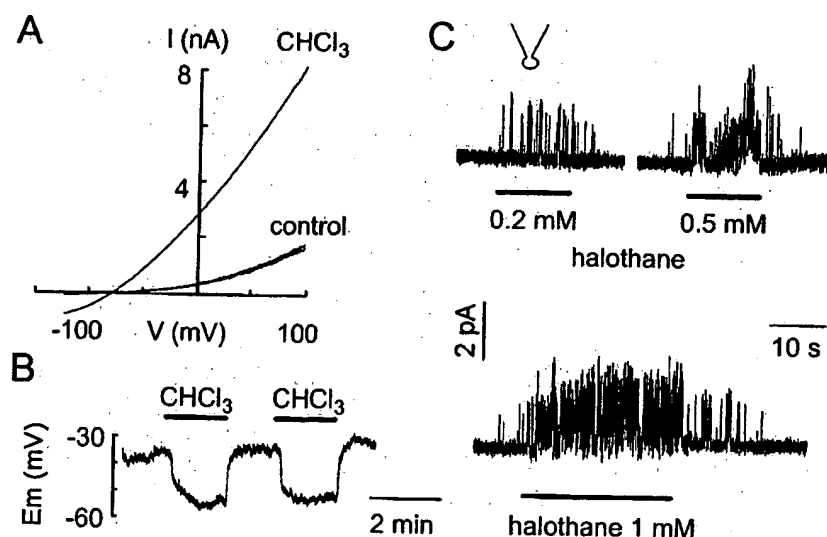 A
I (nA)
CHCl3
8
4
control
-100
V (mV)
100
B
CHCl3
CHCl3
-30
Em (mV)
-60
2 min
C
0.2 mM
0.5 mM
halothane
2 pA
10 s
halothane 1 mM